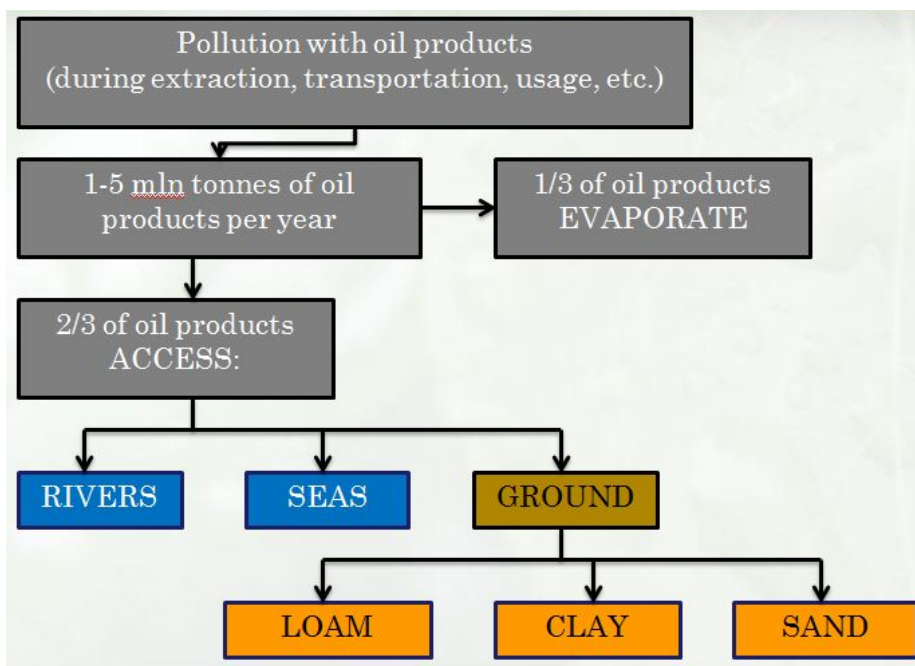 Pollution with oil products
(during extraction, transportation, usage, etc.)
1-5 mln tonnes of oil
products per year
1/3 of oil products
EVAPORATE
2/3 of oil products
ACCESS:
RIVERS
SEAS
GROUND
LOAM
CLAY
SAND